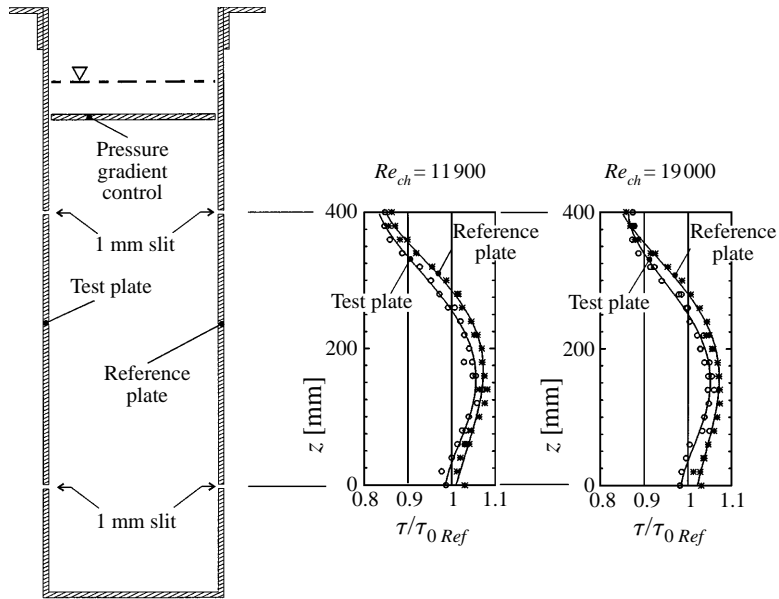 Pressure
gradient
control
1 mm slit
Test plate
Reference
plate
1 mm slit
Re_ch = 11 900
400
200
0
z [mm]
Reference
plate
Test plate
0.8 0.9 1 1.1
τ/τ_0 Ref
Re_ch = 19 000
400
200
0
z [mm]
Reference
plate
Test plate
0.8 0.9 1 1.1
τ/τ_0 Ref